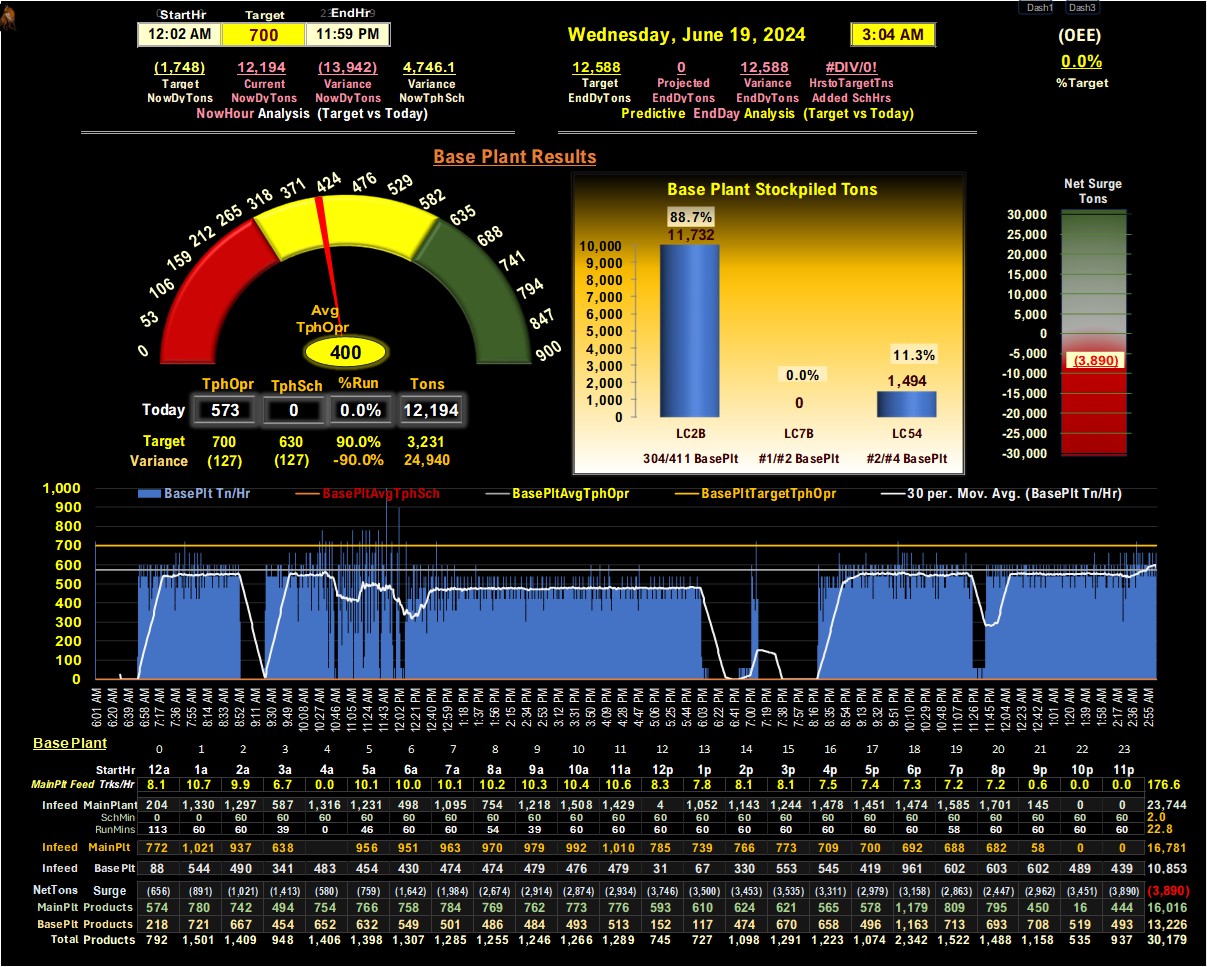 Dash1 Dash3
StartHr Target EndHr
12:02 AM 700 11:59 PM Wednesday, June 19, 2024 3:04 AM (OEE)
(1,748) 12,194 (13,942) 4,746.1 12,588 0 12,588 #DIV/0! 0.0%
Target Current Variance Variance Target Projected Variance HrstoTargetTns %Target
NowDyTons NowDyTons NowDyTons NowTphSch EndDyTons EndDyTons EndDyTons Added SchHrs
NowHour Analysis (Target vs Today) Predictive EndDay Analysis (Target vs Today)
Base Plant Results
0 53 106 159 212 265 318 371 424 476 529 582 635 688 741 794 847 900
Avg
TphOpr
400
TphOpr TphSch %Run Tons
Today 573 0 0.0% 12,194
Target 700 630 90.0% 3,231
Variance (127) (127) -90.0% 24,940
Base Plant Stockpiled Tons
88.7%
11,732
10,000
9,000
8,000
7,000
6,000
5,000
4,000
3,000
2,000
1,000
0
0.0%
0
11.3%
1,494
LC2B LC7B LC54
304/411 BasePlt #1/#2 BasePlt #2/#4 BasePlt
Net Surge
Tons
30,000
25,000
20,000
15,000
10,000
5,000
0
-5,000
-10,000
-15,000
-20,000
-25,000
-30,000
(3,890)
BasePlt Tn/Hr BasePltAvgTphSch BasePltAvgTphOpr BasePltTargetTphOpr 30 per. Mov. Avg. (BasePlt Tn/Hr)
1,000
900
800
700
600
500
400
300
200
100
0
6:01 AM 6:20 AM 6:39 AM 6:58 AM 7:17 AM 7:36 AM 7:55 AM 8:14 AM 8:33 AM 8:52 AM 9:11 AM 9:30 AM 9:49 AM 10:08 AM 10:27 AM 10:46 AM 11:05 AM 11:24 AM 11:43 AM 12:02 PM 12:21 PM 12:40 PM 12:59 PM 1:18 PM 1:37 PM 1:56 PM 2:15 PM 2:34 PM 2:53 PM 3:12 PM 3:31 PM 3:50 PM 4:09 PM 4:28 PM 4:47 PM 5:06 PM 5:25 PM 5:44 PM 6:03 PM 6:22 PM 6:41 PM 7:00 PM 7:19 PM 7:38 PM 7:57 PM 8:16 PM 8:35 PM 8:54 PM 9:13 PM 9:32 PM 9:51 PM 10:10 PM 10:29 PM 10:48 PM 11:07 PM 11:26 PM 11:45 PM 12:04 AM 12:23 AM 12:42 AM 1:01 AM 1:20 AM 1:39 AM 1:58 AM 2:17 AM 2:36 AM 2:55 AM
Base Plant 0 1 2 3 4 5 6 7 8 9 10 11 12 13 14 15 16 17 18 19 20 21 22 23
StartHr 12a 1a 2a 3a 4a 5a 6a 7a 8a 9a 10a 11a 12p 1p 2p 3p 4p 5p 6p 7p 8p 9p 10p 11p
MainPlt Feed Trks/Hr 8.1 10.7 9.9 6.7 0.0 10.1 10.0 10.1 10.2 10.3 10.4 10.6 8.3 7.8 8.1 8.1 7.5 7.4 7.3 7.2 7.2 0.6 0.0 0.0 176.6
Infeed MainPlant 204 1,330 1,297 587 1,316 1,231 498 1,095 754 1,218 1,508 1,429 4 1,052 1,143 1,244 1,478 1,451 1,474 1,585 1,701 145 0 0 23,744
SchMin 0 0 60 60 60 60 60 60 60 60 60 60 60 60 60 60 60 60 60 60 60 60 60 60 2.0
RunMins 113 60 60 39 0 46 60 60 54 39 60 60 60 60 60 60 60 60 60 58 60 60 60 60 22.8
Infeed MainPlt 772 1,021 937 638 956 951 963 970 979 992 1,010 785 739 766 773 709 700 692 688 682 58 0 0 16,781
Infeed BasePlt 88 544 490 341 483 454 430 474 474 476 479 479 31 67 330 553 545 419 961 602 603 602 489 439 10,853
NetTons Surge (656) (891) (1,021) (1,413) (580) (759) (1,642) (1,984) (2,674) (2,914) (2,874) (2,934) (3,746) (3,500) (3,453) (3,535) (3,311) (2,979) (3,158) (2,863) (2,447) (2,962) (3,451) (3,890) (3,890)
MainPlt Products 574 780 742 494 754 766 758 784 769 762 773 776 593 610 624 621 565 578 1,179 809 795 450 16 444 16,016
BasePlt Products 218 721 667 454 652 632 549 501 486 484 493 513 152 117 474 670 658 496 1,163 713 693 708 519 493 13,226
Total Products 792 1,501 1,409 948 1,406 1,398 1,307 1,285 1,255 1,246 1,266 1,289 745 727 1,098 1,291 1,223 1,074 2,342 1,522 1,488 1,158 535 937 30,179